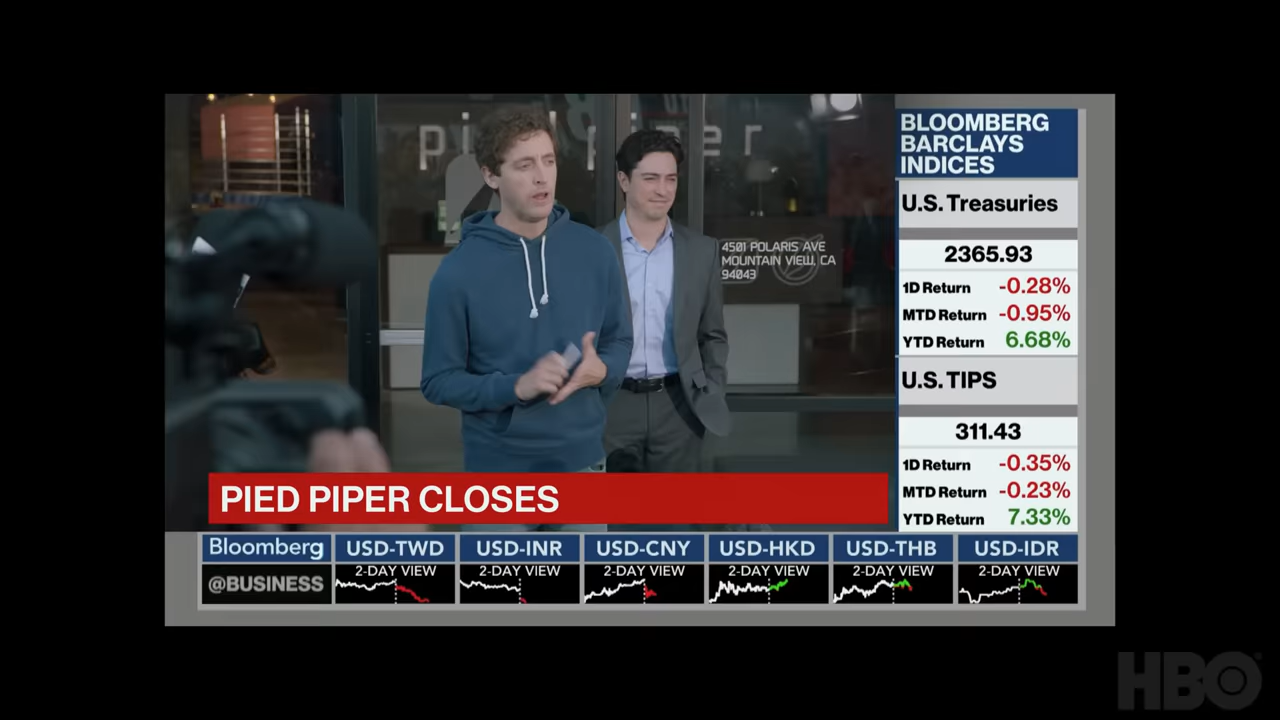 pied piper
4501 POLARIS AVE
MOUNTAIN VIEW, CA
94043
BLOOMBERG
BARCLAYS
INDICES
U.S. Treasuries
2365.93
1D Return -0.28%
MTD Return -0.95%
YTD Return 6.68%
U.S. TIPS
311.43
1D Return -0.35%
MTD Return -0.23%
YTD Return 7.33%
PIED PIPER CLOSES
Bloomberg USD-TWD USD-INR USD-CNY USD-HKD USD-THB USD-IDR
@BUSINESS 2-DAY VIEW 2-DAY VIEW 2-DAY VIEW 2-DAY VIEW 2-DAY VIEW 2-DAY VIEW
HBO